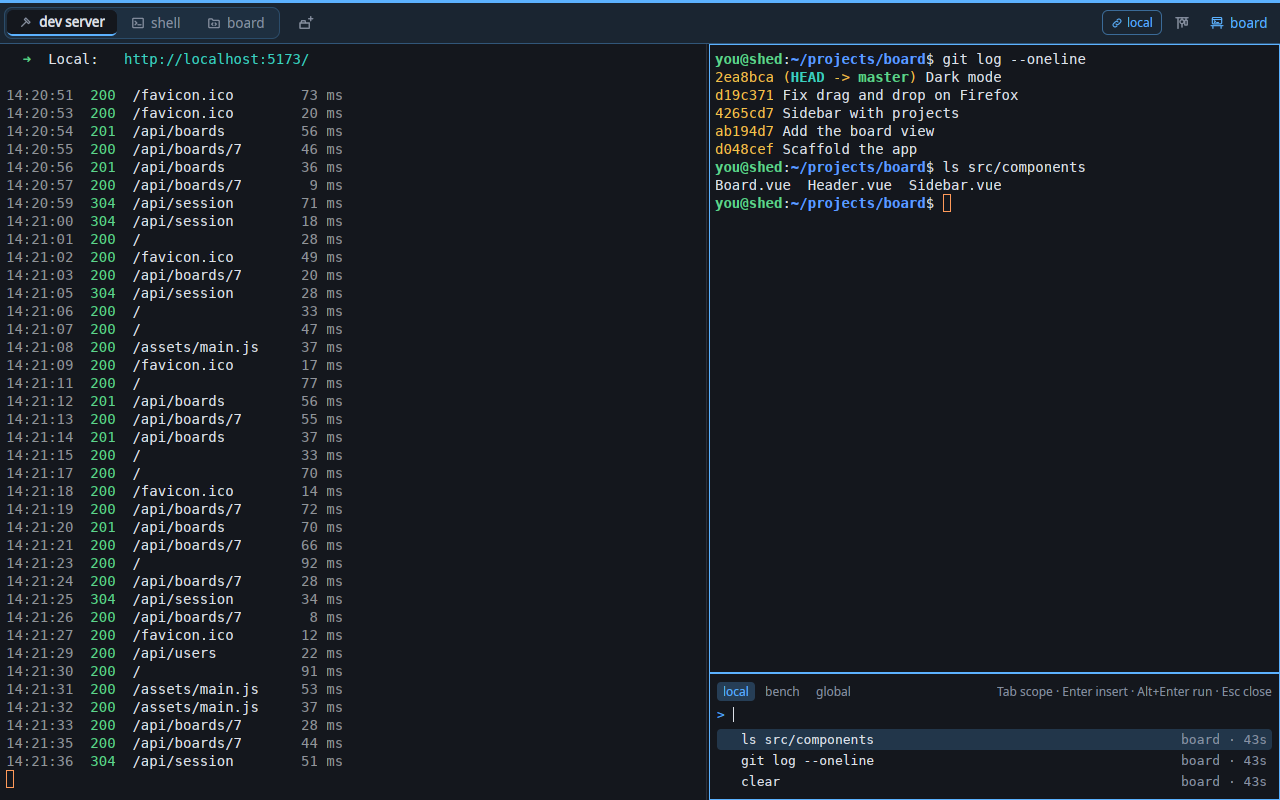 dev server shell board local board
➜ Local: http://localhost:5173/
14:20:51 200 /favicon.ico 73 ms
14:20:53 200 /favicon.ico 20 ms
14:20:54 201 /api/boards 56 ms
14:20:55 200 /api/boards/7 46 ms
14:20:56 201 /api/boards 36 ms
14:20:57 200 /api/boards/7 9 ms
14:20:59 304 /api/session 71 ms
14:21:00 304 /api/session 18 ms
14:21:01 200 / 28 ms
14:21:02 200 /favicon.ico 49 ms
14:21:03 200 /api/boards/7 20 ms
14:21:05 304 /api/session 28 ms
14:21:06 200 / 33 ms
14:21:07 200 / 47 ms
14:21:08 200 /assets/main.js 37 ms
14:21:09 200 /favicon.ico 17 ms
14:21:11 200 / 77 ms
14:21:12 201 /api/boards 56 ms
14:21:13 200 /api/boards/7 55 ms
14:21:14 201 /api/boards 37 ms
14:21:15 200 / 33 ms
14:21:17 200 / 70 ms
14:21:18 200 /favicon.ico 14 ms
14:21:19 200 /api/boards/7 72 ms
14:21:20 201 /api/boards 70 ms
14:21:21 200 /api/boards/7 66 ms
14:21:23 200 / 92 ms
14:21:24 200 /api/boards/7 28 ms
14:21:25 304 /api/session 34 ms
14:21:26 200 /api/boards/7 8 ms
14:21:27 200 /favicon.ico 12 ms
14:21:29 200 /api/users 22 ms
14:21:30 200 / 91 ms
14:21:31 200 /assets/main.js 53 ms
14:21:32 200 /assets/main.js 37 ms
14:21:33 200 /api/boards/7 28 ms
14:21:35 200 /api/boards/7 44 ms
14:21:36 304 /api/session 51 ms
you@shed:~/projects/board$ git log --oneline
2ea8bca (HEAD -> master) Dark mode
d19c371 Fix drag and drop on Firefox
4265cd7 Sidebar with projects
ab194d7 Add the board view
d048cef Scaffold the app
you@shed:~/projects/board$ ls src/components
Board.vue Header.vue Sidebar.vue
you@shed:~/projects/board$
local bench global Tab scope · Enter insert · Alt+Enter run · Esc close
>
ls src/components board · 43s
git log --oneline board · 43s
clear board · 43s